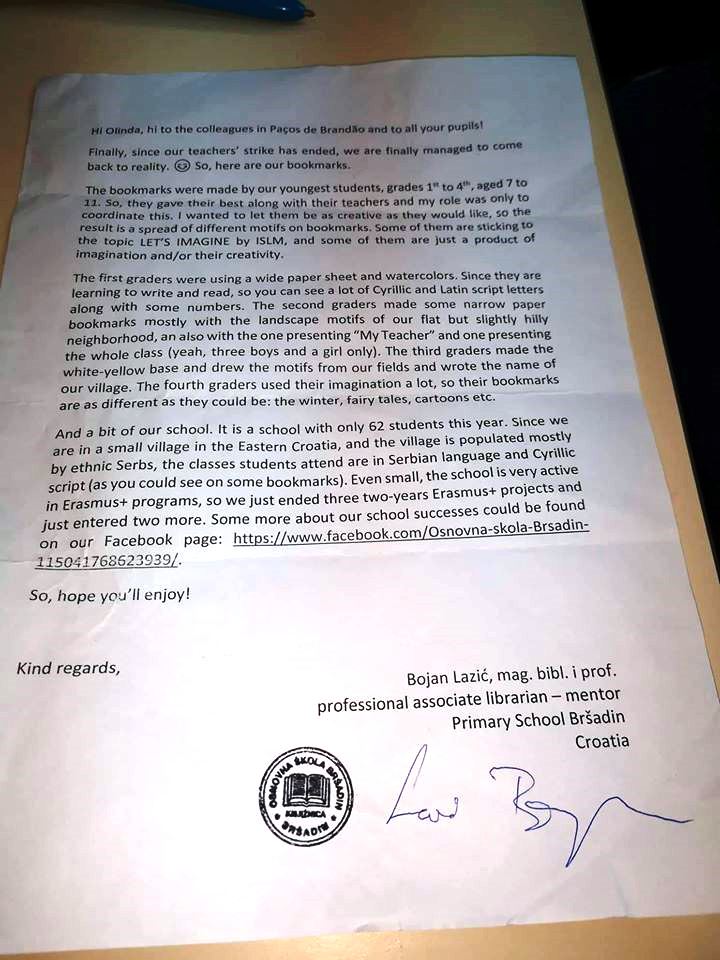 Hi Olinda, hi to the colleagues in Paços de Brandão and to all your pupils!
Finally, since our teachers' strike has ended, we are finally managed to come
back to reality. ☺ So, here are our bookmarks.
The bookmarks were made by our youngest students, grades 1st to 4th, aged 7 to
11. So, they gave their best along with their teachers and my role was only to
coordinate this. I wanted to let them be as creative as they would like, so the
result is a spread of different motifs on bookmarks. Some of them are sticking to
the topic LET'S IMAGINE by ISLM, and some of them are just a product of
imagination and/or their creativity.
The first graders were using a wide paper sheet and watercolors. Since they are
learning to write and read, so you can see a lot of Cyrillic and Latin script letters
along with some numbers. The second graders made some narrow paper
bookmarks mostly with the landscape motifs of our flat but slightly hilly
neighborhood, an also with the one presenting "My Teacher" and one presenting
the whole class (yeah, three boys and a girl only). The third graders made the
white-yellow base and drew the motifs from our fields and wrote the name of
our village. The fourth graders used their imagination a lot, so their bookmarks
are as different as they could be: the winter, fairy tales, cartoons etc.
And a bit of our school. It is a school with only 62 students this year. Since we
are in a small village in the Eastern Croatia, and the village is populated mostly
by ethnic Serbs, the classes students attend are in Serbian language and Cyrillic
script (as you could see on some bookmarks). Even small, the school is very active
in Erasmus+ programs, so we just ended three two-years Erasmus+ projects and
just entered two more. Some more about our school successes could be found
on our Facebook page: https://www.facebook.com/Osnovna-skola-Brsadin-
115041768623939/.
So, hope you'll enjoy!
Kind regards,
Bojan Lazić, mag. bibl. i prof.
professional associate librarian – mentor
Primary School Bršadin
Croatia
OSNOVNA ŠKOLA BRŠADIN
KNJIŽNICA
BRŠADIN